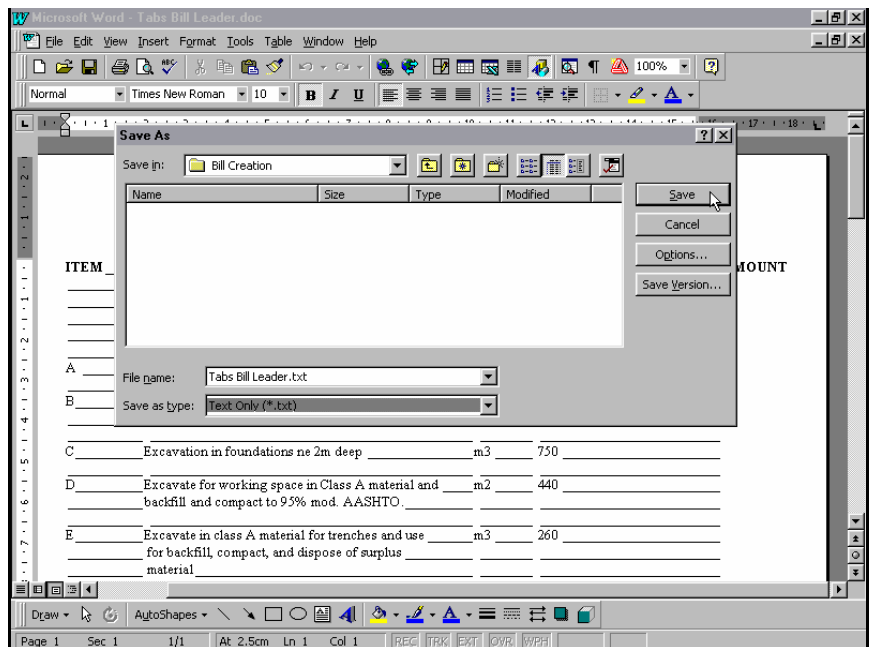 Microsoft Word - Tabs Bill Leader.doc
File Edit View Insert Format Tools Table Window Help
100%
Normal Times New Roman 10 B I U
Save As
Save in: Bill Creation
Name Size Type Modified
Save
Cancel
Options...
Save Version...
File name: Tabs Bill Leader.txt
Save as type: Text Only (*.txt)
ITEM
A
B
C Excavation in foundations ne 2m deep m3 750
D Excavate for working space in Class A material and m2 440
backfill and compact to 95% mod. AASHTO.
E Excavate in class A material for trenches and use m3 260
for backfill, compact, and dispose of surplus
material
Draw AutoShapes
Page 1 Sec 1 1/1 At 2.5cm Ln 1 Col 1 REC TRK EXT OVR WPH